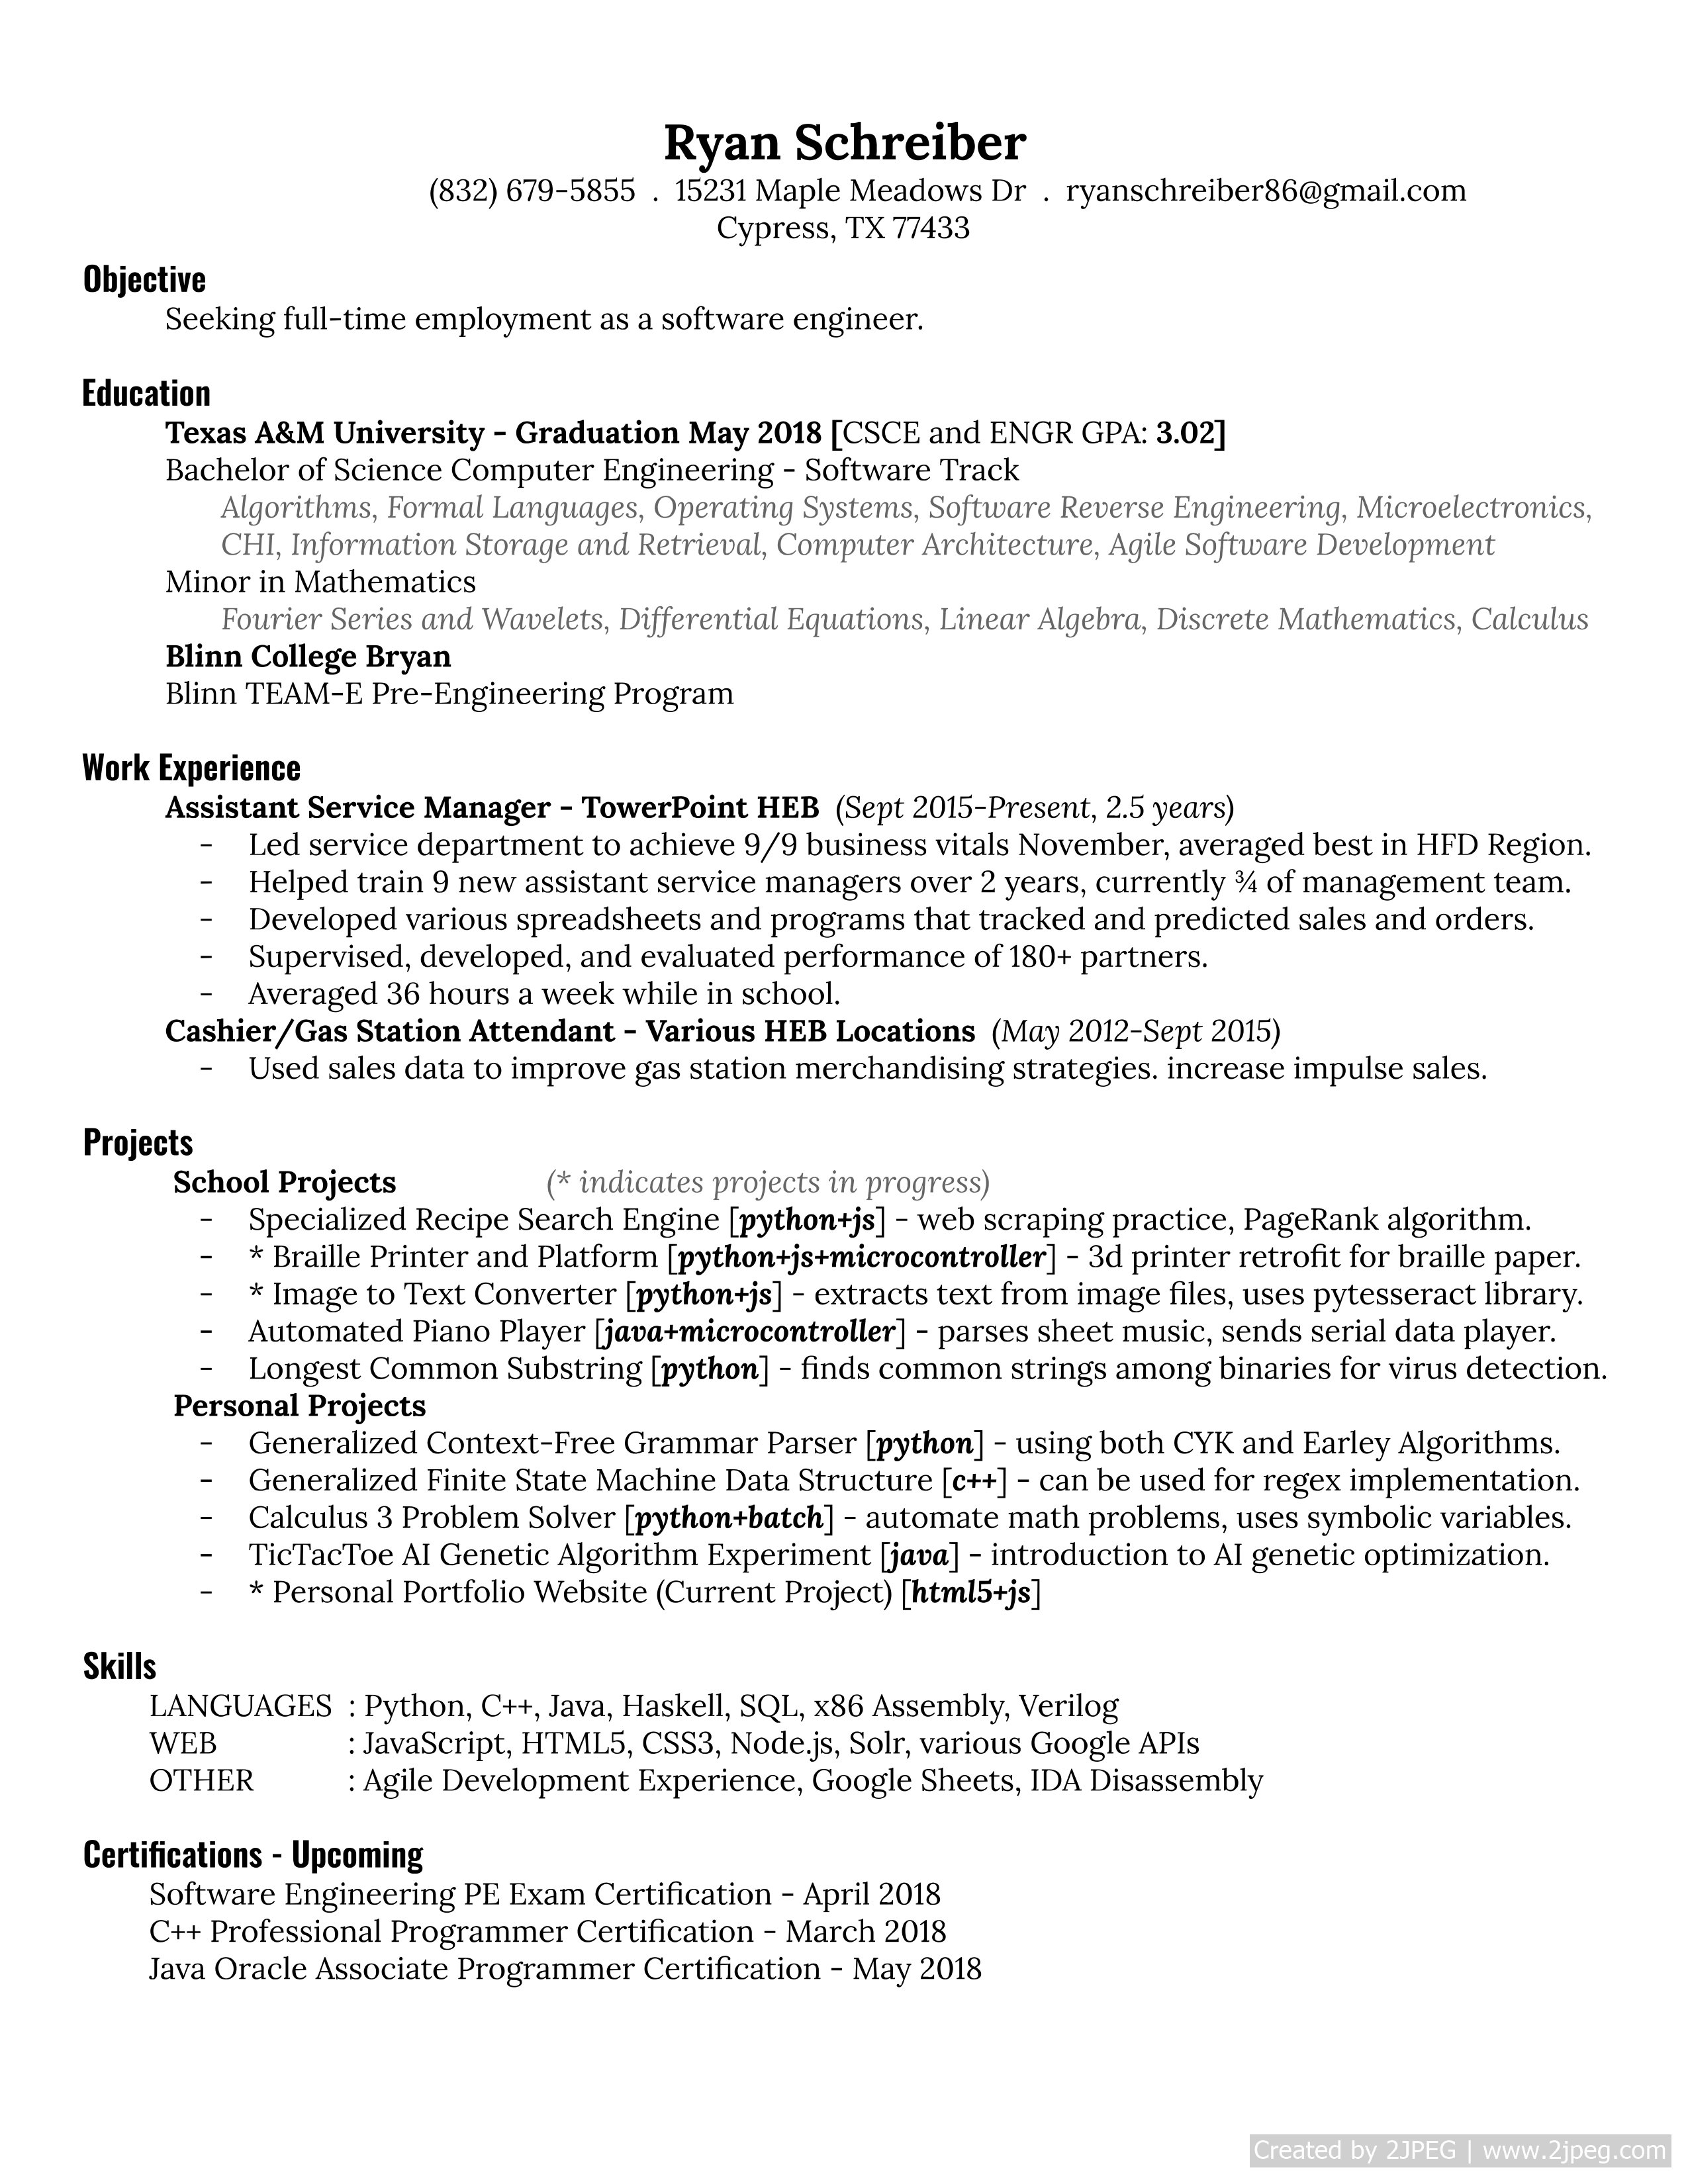 Ryan Schreiber
(832) 679-5855 . 15231 Maple Meadows Dr . ryanschreiber86@gmail.com
Cypress, TX 77433
Objective
Seeking full-time employment as a software engineer.
Education
Texas A&M University - Graduation May 2018 [CSCE and ENGR GPA: 3.02]
Bachelor of Science Computer Engineering - Software Track
Algorithms, Formal Languages, Operating Systems, Software Reverse Engineering, Microelectronics,
CHI, Information Storage and Retrieval, Computer Architecture, Agile Software Development
Minor in Mathematics
Fourier Series and Wavelets, Differential Equations, Linear Algebra, Discrete Mathematics, Calculus
Blinn College Bryan
Blinn TEAM-E Pre-Engineering Program
Work Experience
Assistant Service Manager - TowerPoint HEB (Sept 2015-Present, 2.5 years)
- Led service department to achieve 9/9 business vitals November, averaged best in HFD Region.
- Helped train 9 new assistant service managers over 2 years, currently ¾ of management team.
- Developed various spreadsheets and programs that tracked and predicted sales and orders.
- Supervised, developed, and evaluated performance of 180+ partners.
- Averaged 36 hours a week while in school.
Cashier/Gas Station Attendant - Various HEB Locations (May 2012-Sept 2015)
- Used sales data to improve gas station merchandising strategies. increase impulse sales.
Projects
School Projects (* indicates projects in progress)
- Specialized Recipe Search Engine [python+js] - web scraping practice, PageRank algorithm.
- * Braille Printer and Platform [python+js+microcontroller] - 3d printer retrofit for braille paper.
- * Image to Text Converter [python+js] - extracts text from image files, uses pytesseract library.
- Automated Piano Player [java+microcontroller] - parses sheet music, sends serial data player.
- Longest Common Substring [python] - finds common strings among binaries for virus detection.
Personal Projects
- Generalized Context-Free Grammar Parser [python] - using both CYK and Earley Algorithms.
- Generalized Finite State Machine Data Structure [c++] - can be used for regex implementation.
- Calculus 3 Problem Solver [python+batch] - automate math problems, uses symbolic variables.
- TicTacToe AI Genetic Algorithm Experiment [java] - introduction to AI genetic optimization.
- * Personal Portfolio Website (Current Project) [html5+js]
Skills
LANGUAGES : Python, C++, Java, Haskell, SQL, x86 Assembly, Verilog
WEB : JavaScript, HTML5, CSS3, Node.js, Solr, various Google APIs
OTHER : Agile Development Experience, Google Sheets, IDA Disassembly
Certifications - Upcoming
Software Engineering PE Exam Certification - April 2018
C++ Professional Programmer Certification - March 2018
Java Oracle Associate Programmer Certification - May 2018
Created by 2JPEG | www.2jpeg.com